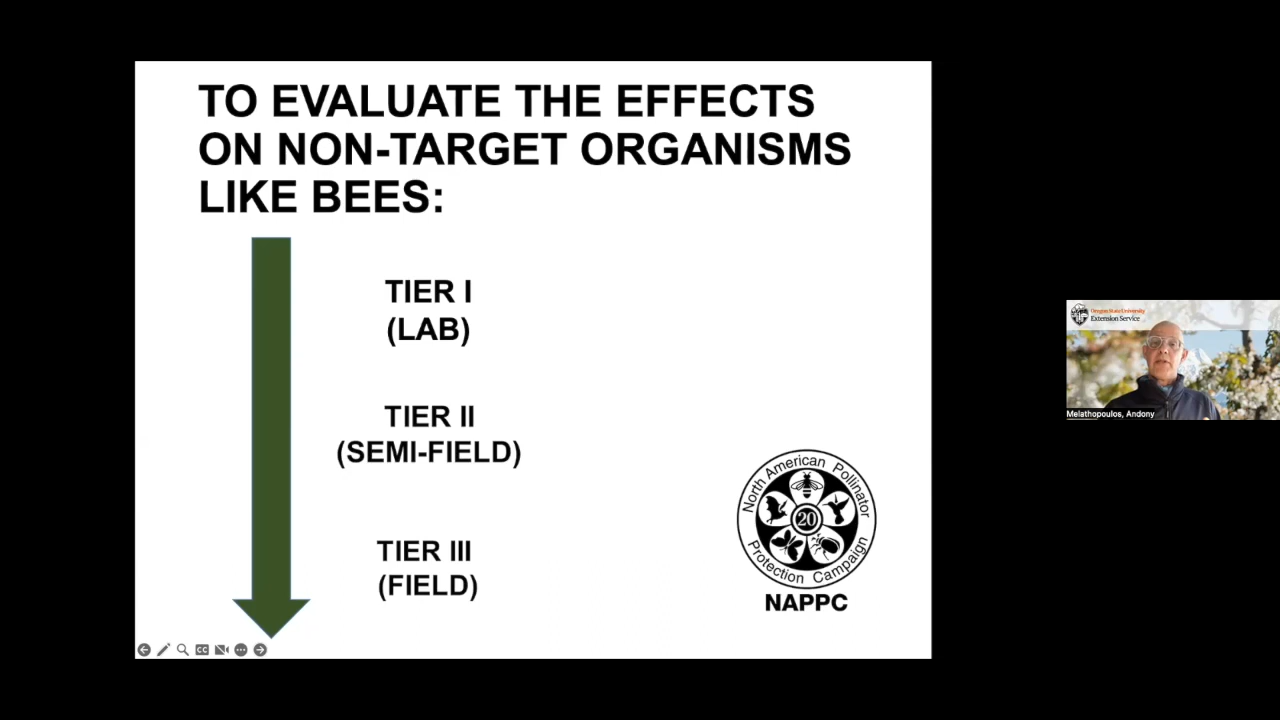 TO EVALUATE THE EFFECTS
ON NON-TARGET ORGANISMS
LIKE BEES:
TIER I
(LAB)
TIER II
(SEMI-FIELD)
TIER III
(FIELD)
North American Pollinator
20
Protection Campaign
NAPPC
CC
Oregon State University
Extension Service
Melathopoulos, Andony